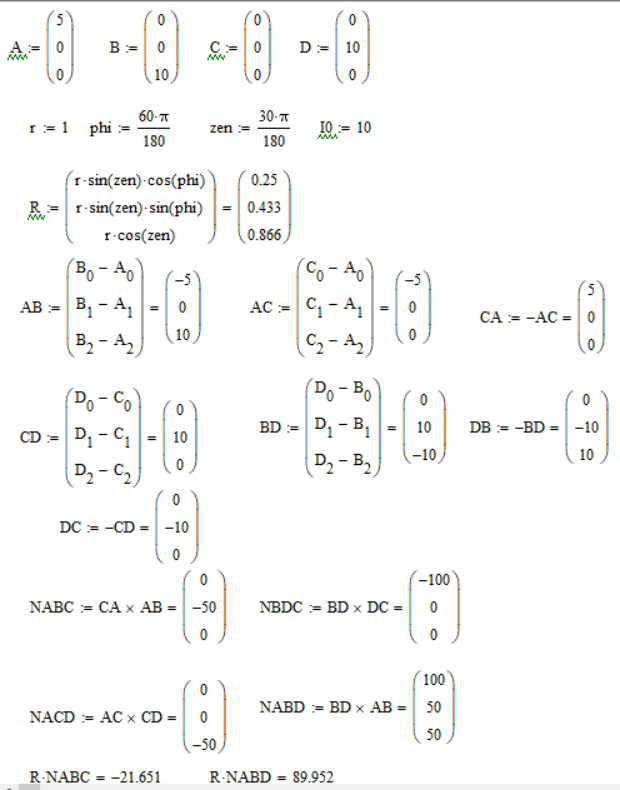 A := (5 0 0) B := (0 0 10) C := (0 0 0) D := (0 10 0)
r := 1 phi := 60·π/180 zen := 30·π/180 I0 := 10
R := (r·sin(zen)·cos(phi) r·sin(zen)·sin(phi) r·cos(zen)) = (0.25 0.433 0.866)
AB := (B₀ − A₀ B₁ − A₁ B₂ − A₂) = (−5 0 10) AC := (C₀ − A₀ C₁ − A₁ C₂ − A₂) = (−5 0 0) CA := −AC = (5 0 0)
CD := (D₀ − C₀ D₁ − C₁ D₂ − C₂) = (0 10 0) BD := (D₀ − B₀ D₁ − B₁ D₂ − B₂) = (0 10 −10) DB := −BD = (0 −10 10)
DC := −CD = (0 −10 0)
NABC := CA × AB = (0 −50 0) NBDC := BD × DC = (−100 0 0)
NACD := AC × CD = (0 0 −50) NABD := BD × AB = (100 50 50)
R·NABC = −21.651 R·NABD = 89.952